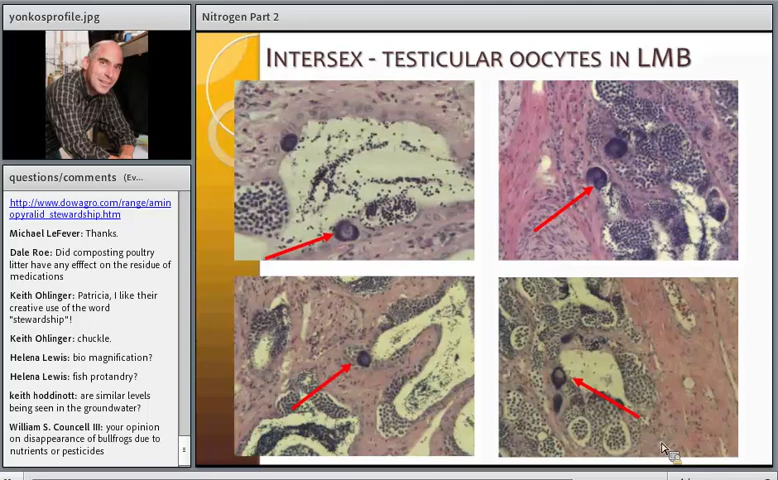 yonkosprofile.jpg
Nitrogen Part 2
INTERSEX - TESTICULAR OOCYTES IN LMB
questions/comments (Ev...
http://www.dowagro.com/range/amin
opyralid_stewardship.htm
Michael LeFever: Thanks.
Dale Roe: Did composting poultry
litter have any efffect on the residue of
medications
Keith Ohlinger: Patricia, I like their
creative use of the word
"stewardship"!
Keith Ohlinger: chuckle.
Helena Lewis: bio magnification?
Helena Lewis: fish protandry?
keith hoddinott: are similar levels
being seen in the groundwater?
William S. Councell III: your opinion
on disappearance of bullfrogs due to
nutrients or pesticides